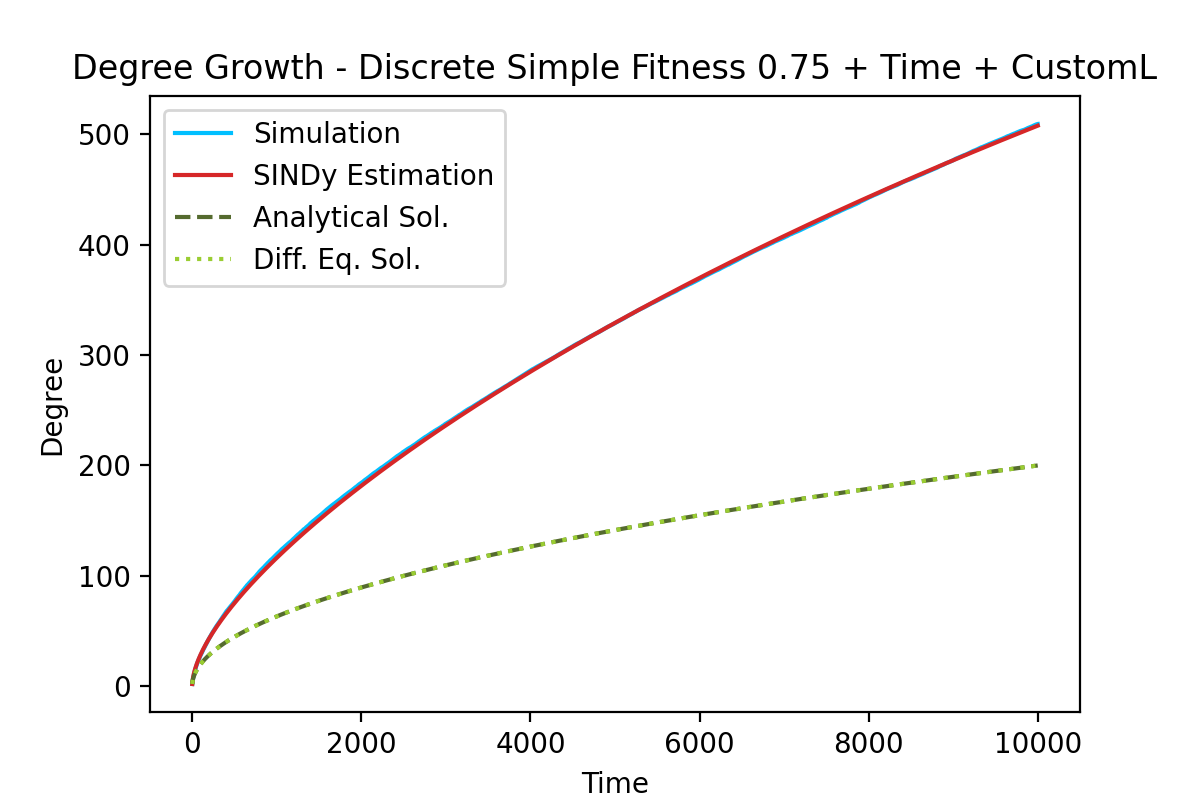 Degree Growth - Discrete Simple Fitness 0.75 + Time + CustomL
Simulation
SINDy Estimation
Analytical Sol.
Diff. Eq. Sol.
Degree
500
400
300
200
100
0
0 2000 4000 6000 8000 10000
Time